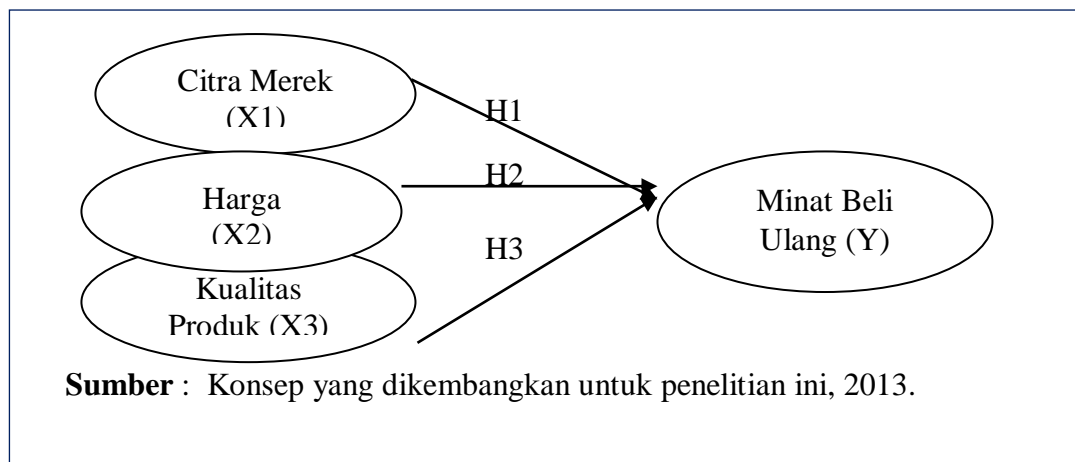 Citra Merek
(X1)
H1
H2
Harga
(X2)
Minat Beli
Ulang (Y)
H3
Kualitas
Produk (X3)
Sumber : Konsep yang dikembangkan untuk penelitian ini, 2013.